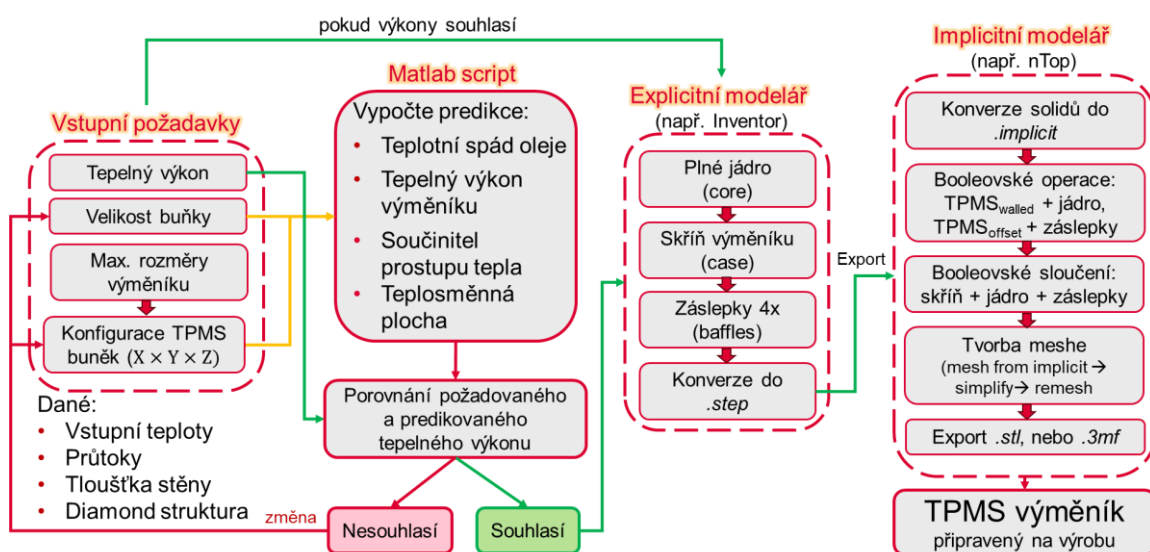 pokud výkony souhlasí
Vstupní požadavky
Tepelný výkon
Velikost buňky
Max. rozměry
výměníku
Konfigurace TPMS
buněk (X × Y × Z)
Dané:
• Vstupní teploty
• Průtoky
• Tloušťka stěny
• Diamond struktura
změna
Matlab script
Vypočte predikce:
• Teplotní spád oleje
• Tepelný výkon
výměníku
• Součinitel
prostupu tepla
• Teplosměnná
plocha
Porovnání požadovaného
a predikovaného
tepelného výkonu
Nesouhlasí
Souhlasí
Explicitní modelář
(např. Inventor)
Plné jádro
(core)
Skříň výměníku
(case)
Záslepky 4x
(baffles)
Konverze do
.step
Export
Implicitní modelář
(např. nTop)
Konverze solidů do
.implicit
Booleovské operace:
TPMSwalled + jádro,
TPMSoffset + záslepky
Booleovské sloučení:
skříň + jádro + záslepky
Tvorba meshe
(mesh from implicit →
simplify→ remesh
Export .stl, nebo .3mf
TPMS výměník
připravený na výrobu